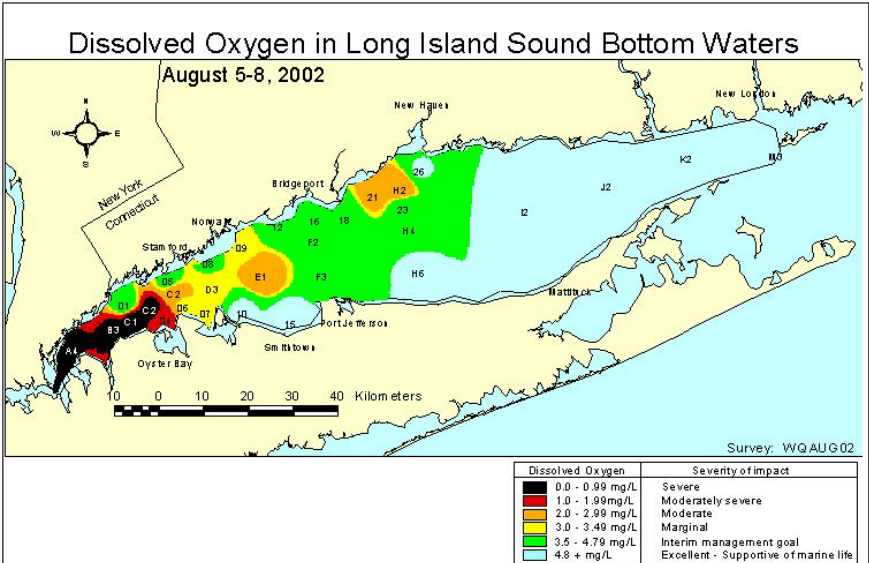 Dissolved Oxygen in Long Island Sound Bottom Waters
August 5-8, 2002
N
W E
S
New York
Connecticut
New London
New Haven
Bridgeport
Norwalk
Stamford
Mattituck
Port Jefferson
Smithtown
Oyster Bay
M3
K2
J2
I2
26
H2
21
23
H4
H6
18
16
12
F2
F3
09
E1
08
D3
05
C2
06
07
10
15
01
C2
C1
B3
A4
10 0 10 20 30 40 Kilometers
Survey: WQAUG02
Dissolved Oxygen Severity of impact
0.0 - 0.99 mg/L Severe
1.0 - 1.99mg/L Moderately severe
2.0 - 2.99 mg/L Moderate
3.0 - 3.49 mg/L Marginal
3.5 - 4.79 mg/L Interim management goal
4.8 + mg/L Excellent - Supportive of marine life